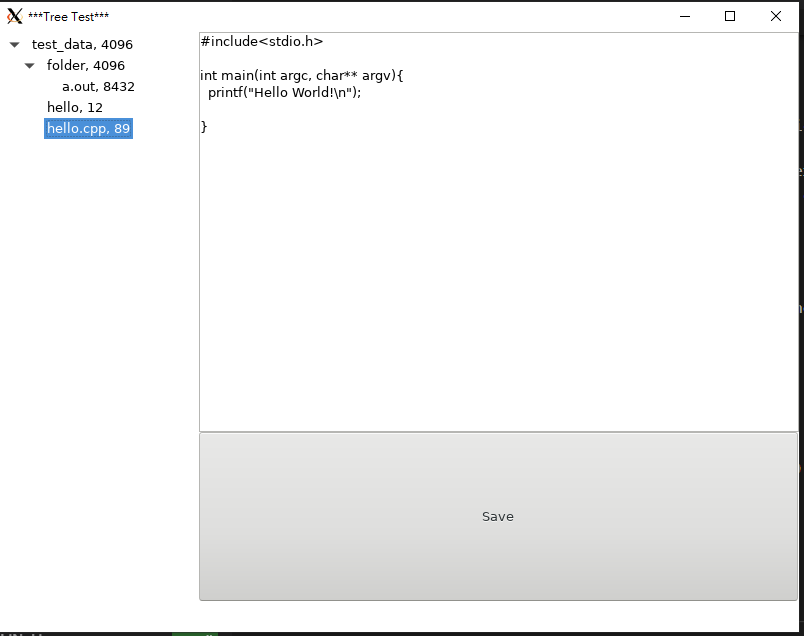 ***Tree Test***
test_data, 4096
folder, 4096
a.out, 8432
hello, 12
hello.cpp, 89
#include<stdio.h>
int main(int argc, char** argv){
printf("Hello World!\n");
}
Save